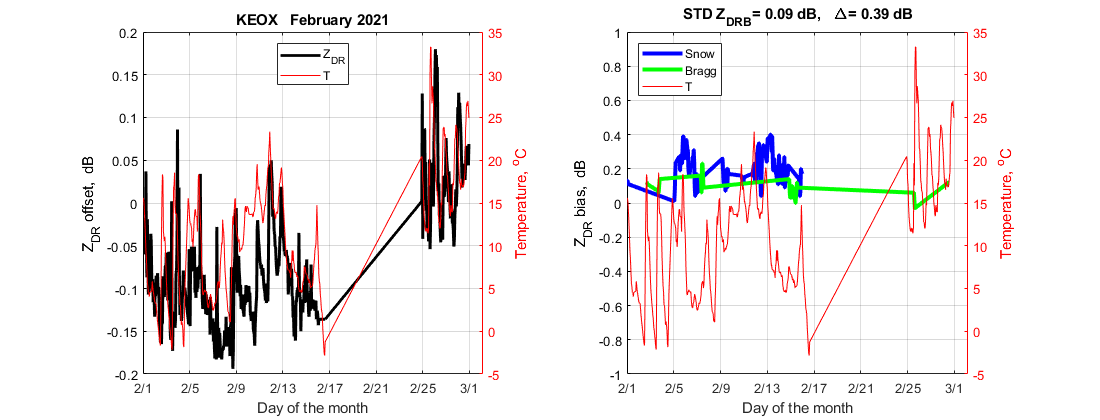 KEOX February 2021
Z_DR
T
0.2
0.15
0.1
0.05
0
-0.05
-0.1
-0.15
-0.2
Z_DR offset, dB
35
30
25
20
15
10
5
0
-5
Temperature, °C
2/1 2/5 2/9 2/13 2/17 2/21 2/25 3/1
Day of the month
STD Z_DRB= 0.09 dB, Δ= 0.39 dB
Snow
Bragg
T
1
0.8
0.6
0.4
0.2
0
-0.2
-0.4
-0.6
-0.8
-1
Z_DR bias, dB
35
30
25
20
15
10
5
0
-5
Temperature, °C
2/1 2/5 2/9 2/13 2/17 2/21 2/25 3/1
Day of the month